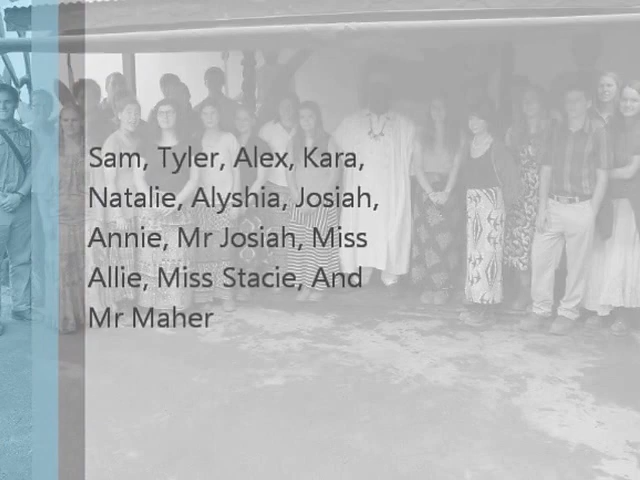 Sam, Tyler, Alex, Kara,
Natalie, Alyshia, Josiah,
Annie, Mr Josiah, Miss
Allie, Miss Stacie, And
Mr Maher